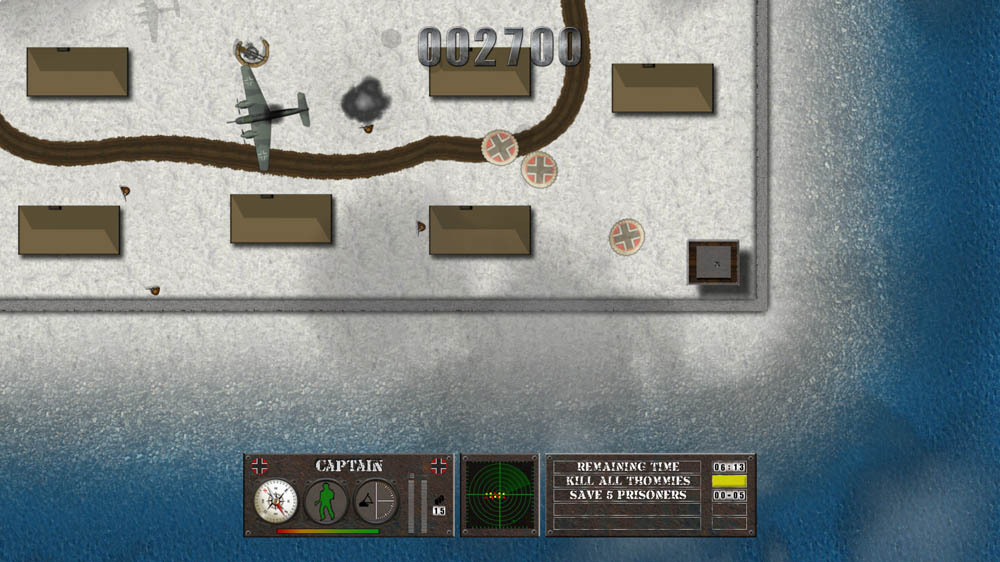 002700
CAPTAIN
15
REMAINING TIME 06:13
KILL ALL THOMMIES
SAVE 5 PRISONERS 00-05